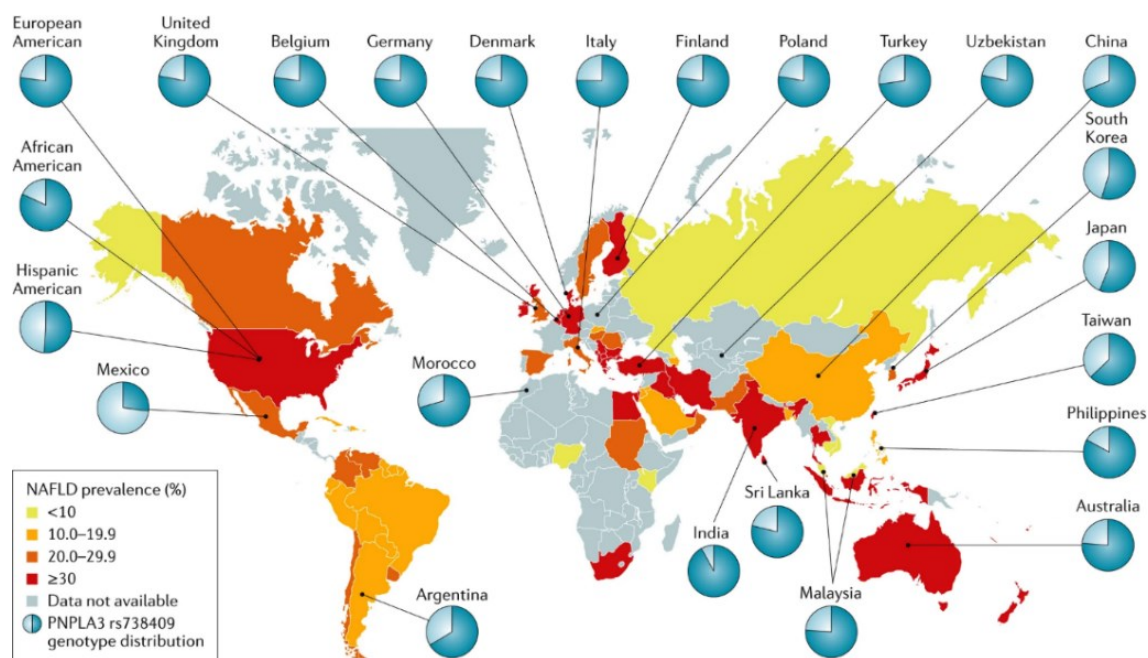 European
American
United
Kingdom
Belgium
Germany
Denmark
Italy
Finland
Poland
Turkey
Uzbekistan
China
African
American
South
Korea
Hispanic
American
Japan
Mexico
Morocco
Taiwan
Philippines
NAFLD prevalence (%)
<10
10.0–19.9
20.0–29.9
≥30
Data not available
PNPLA3 rs738409
genotype distribution
Argentina
India
Sri Lanka
Malaysia
Australia